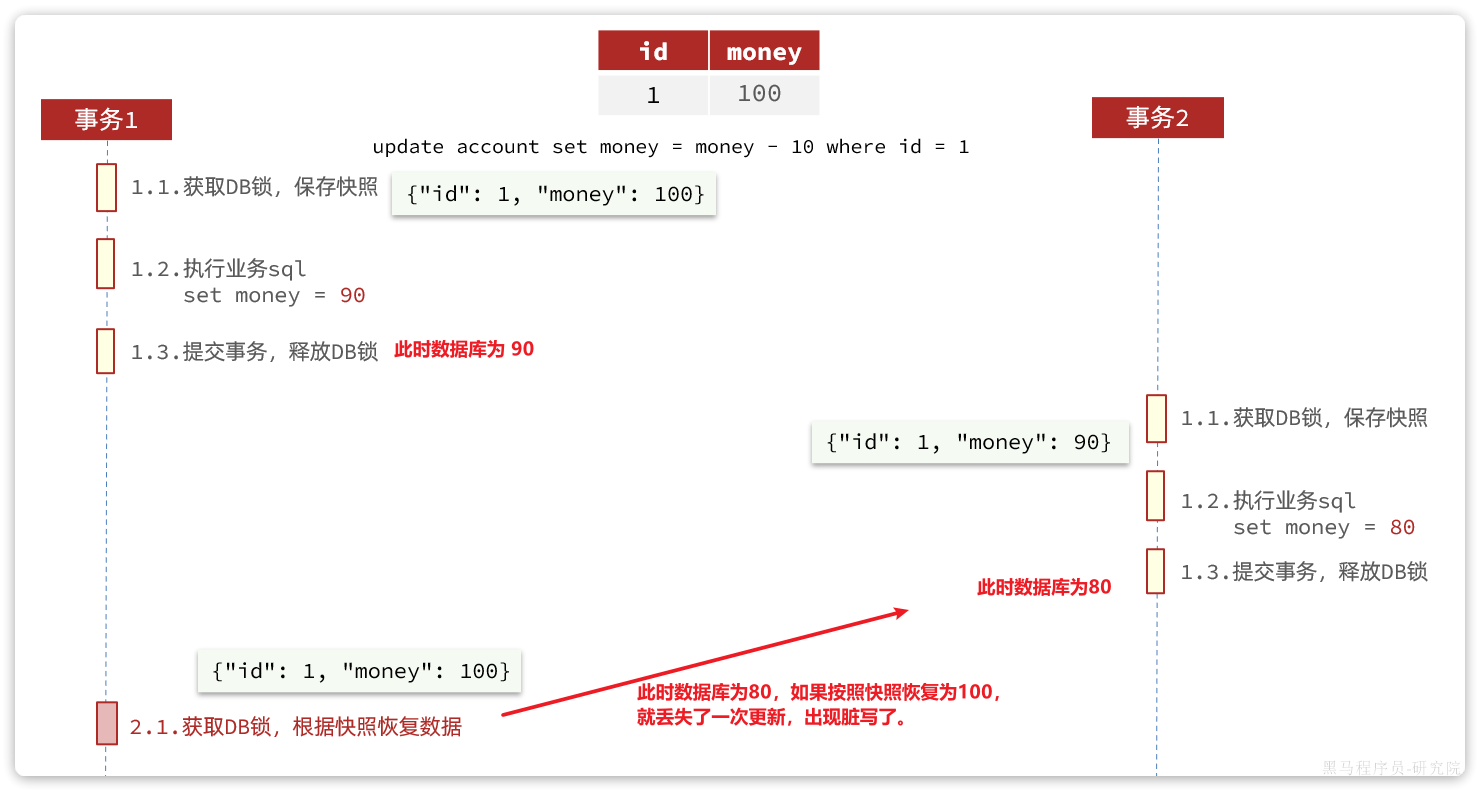 id money
1 100
事务1
事务2
update account set money = money - 10 where id = 1
1.1.获取DB锁，保存快照
{"id": 1, "money": 100}
1.2.执行业务sql
set money = 90
1.3.提交事务，释放DB锁
此时数据库为 90
1.1.获取DB锁，保存快照
{"id": 1, "money": 90}
1.2.执行业务sql
set money = 80
1.3.提交事务，释放DB锁
此时数据库为80
{"id": 1, "money": 100}
此时数据库为80，如果按照快照恢复为100，
就丢失了一次更新，出现脏写了。
2.1.获取DB锁，根据快照恢复数据
黑马程序员-研究院